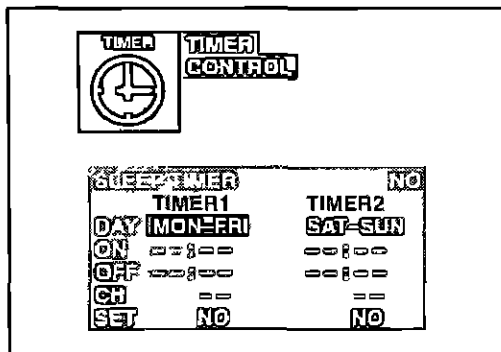 TIMER
TIMER
CONTROL
SLEEP TIMER NO
TIMER1 TIMER2
DAY MON-FRI SAT-SUN
ON --:-- --:--
OFF --:-- --:--
CH -- --
SET NO NO